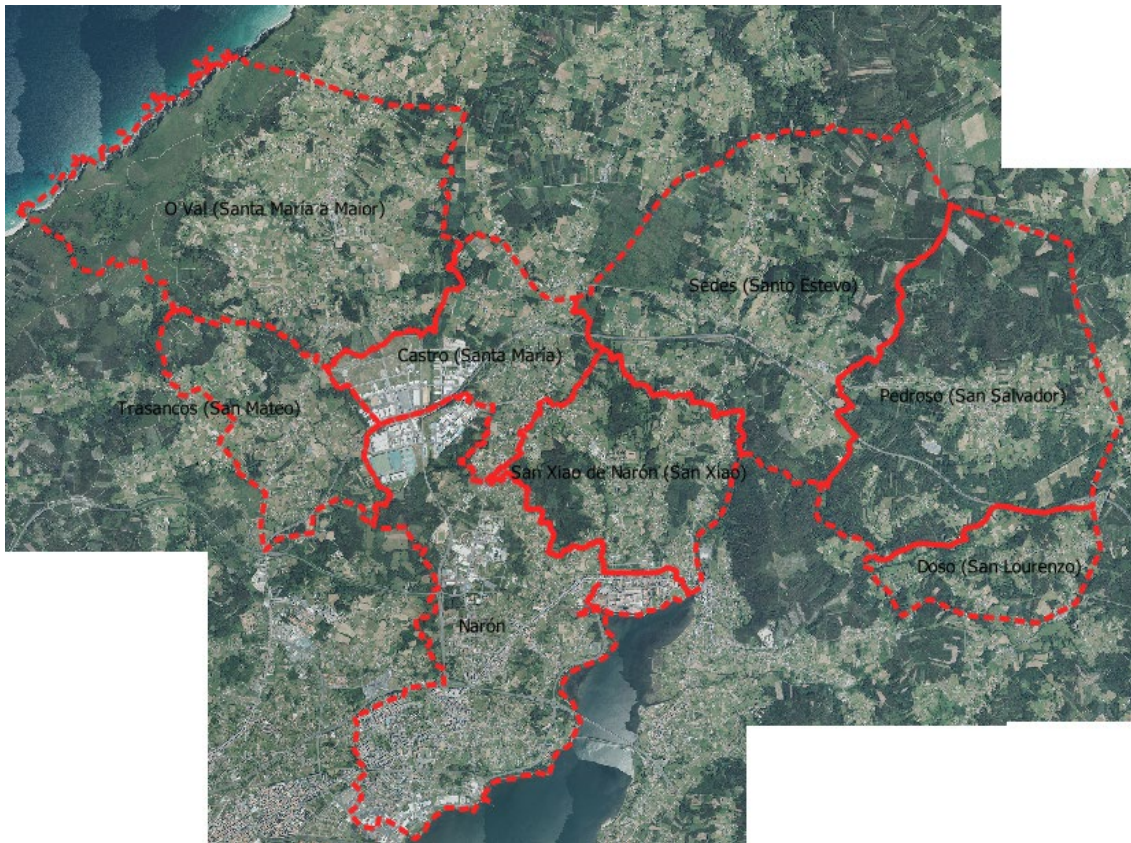 O Val (Santa María a Maior)
Sedes (Santo Estevo)
Castro (Santa María)
Pedroso (San Salvador)
Trasancos (San Mateo)
San Xiao de Narón (San Xiao)
Doso (San Lourenzo)
Narón